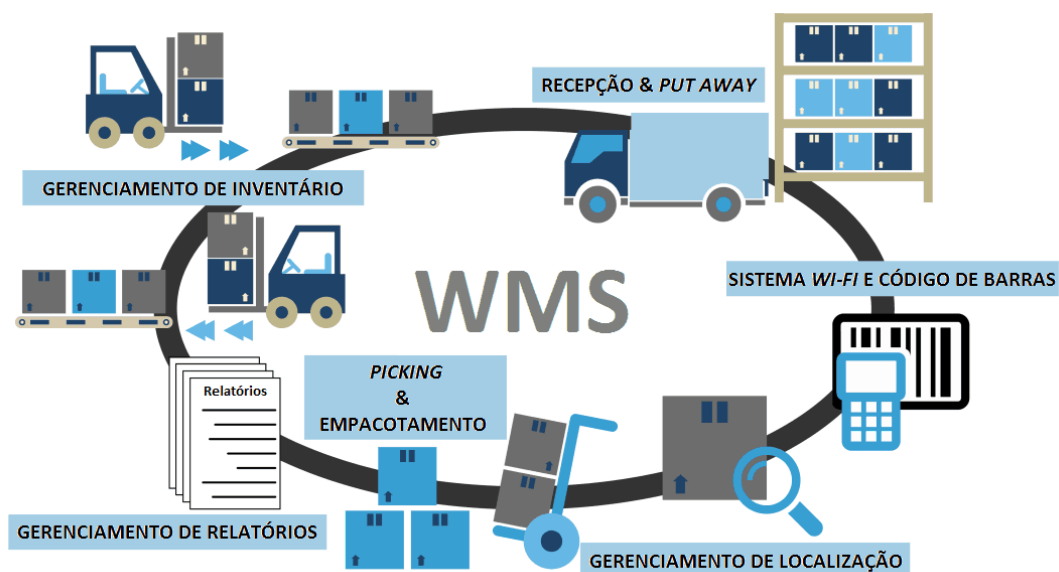 RECEPÇÃO & PUT AWAY
GERENCIAMENTO DE INVENTÁRIO
SISTEMA WI-FI E CÓDIGO DE BARRAS
WMS
PICKING
&
EMPACOTAMENTO
Relatórios
GERENCIAMENTO DE RELATÓRIOS
GERENCIAMENTO DE LOCALIZAÇÃO